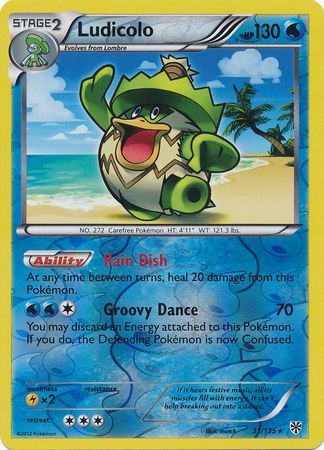 STAGE2
Ludicolo
HP130
Evolves from Lombre
NO. 272 Carefree Pokémon HT: 4'11" WT: 121.3 lbs.
Ability Rain Dish
At any time between turns, heal 20 damage from this
Pokémon.
Groovy Dance 70
You may discard an Energy attached to this Pokémon.
If you do, the Defending Pokémon is now Confused.
weakness resistance
×2
If it hears festive music, all its
muscles fill with energy. It can't
help breaking out into a dance.
retreat
©2012 Pokémon
Illus. match
31/135 ★